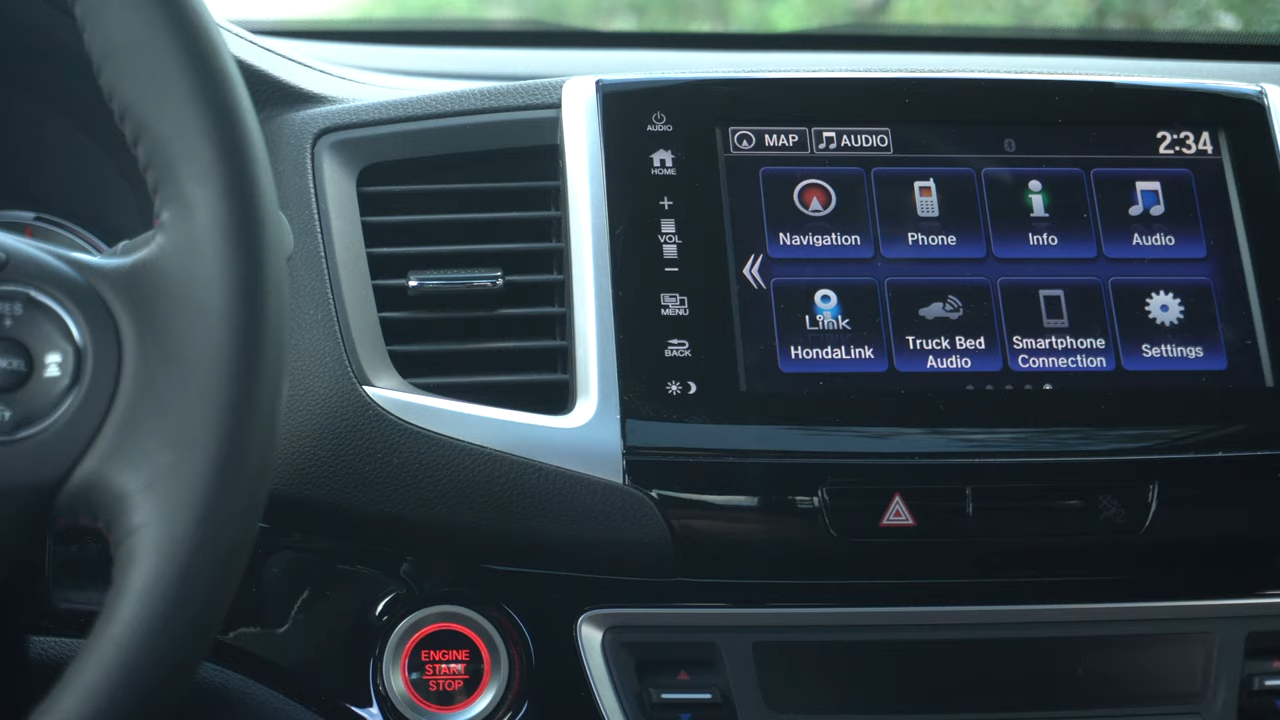 AUDIO
HOME
+
VOL
−
MENU
BACK
MAP
AUDIO
2:34
Navigation
Phone
Info
Audio
Link
HondaLink
Truck Bed
Audio
Smartphone
Connection
Settings
ENGINE
START
STOP